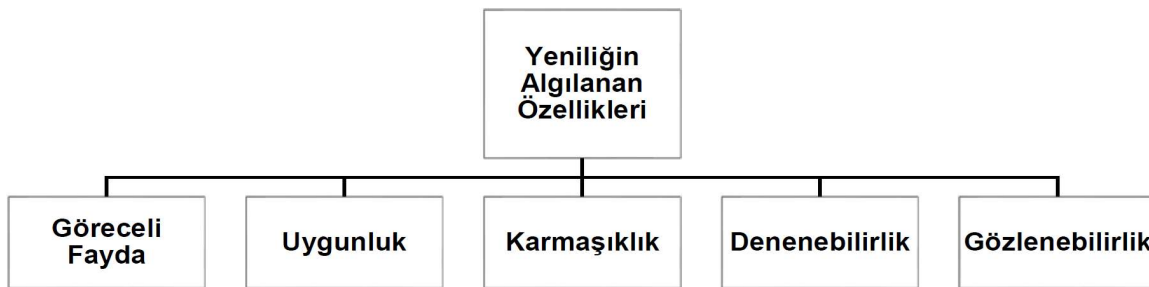 Yeniliğin
Algılanan
Özellikleri
Göreceli
Fayda
Uygunluk
Karmaşıklık
Denenebilirlik
Gözlenebilirlik